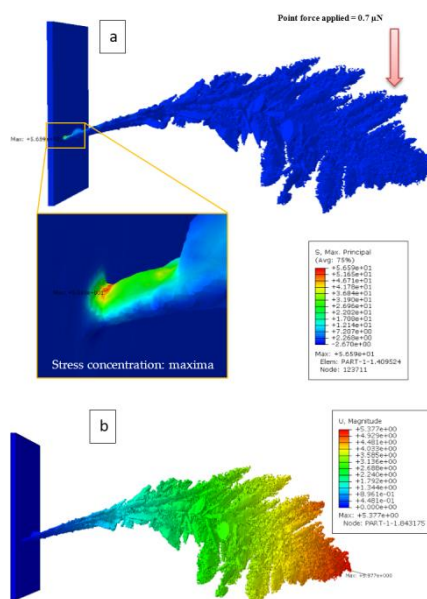 Point force applied = 0.7 µN
a
Stress concentration: maxima
S, Max. Principal
(Avg: 75%)
+5.659e+01
+5.165e+01
+4.671e+01
+4.178e+01
+3.684e+01
+3.190e+01
+2.696e+01
+2.202e+01
+1.708e+01
+1.214e+01
+7.207e+00
+2.268e+00
-2.670e+00
Max: +5.659e+01
Elem: PART-1-1.409524
Node: 123711
b
U, Magnitude
+5.377e+00
+4.929e+00
+4.481e+00
+4.033e+00
+3.585e+00
+3.136e+00
+2.688e+00
+2.240e+00
+1.792e+00
+1.344e+00
+8.961e-01
+4.481e-01
+0.000e+00
Max: +5.377e+00
Node: PART-1-1.843175
Max: +5.377e+000